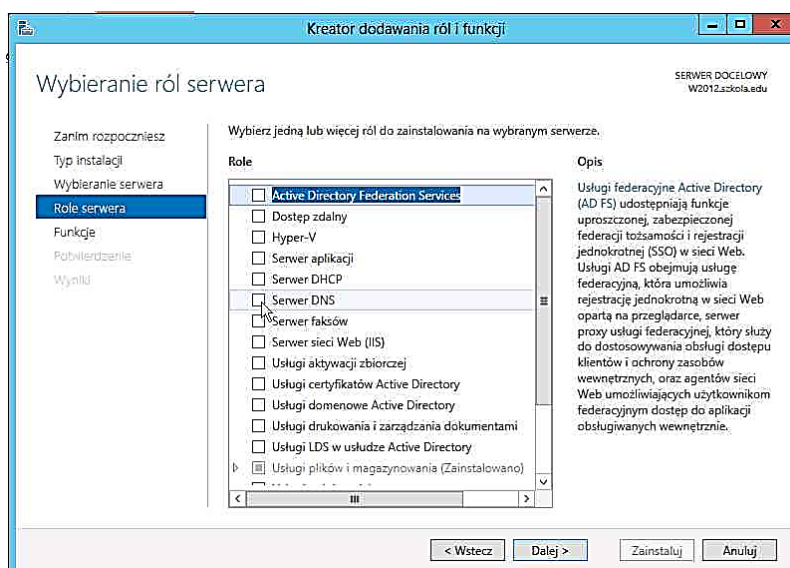 Kreator dodawania ról i funkcji
Wybieranie ról serwera
SERWER DOCELOWY
W2012.szkola.edu
Zanim rozpoczniesz
Typ instalacji
Wybieranie serwera
Role serwera
Funkcje
Potwierdzenie
Wyniki
Wybierz jedną lub więcej ról do zainstalowania na wybranym serwerze.
Role
Active Directory Federation Services
Dostęp zdalny
Hyper-V
Serwer aplikacji
Serwer DHCP
Serwer DNS
Serwer faksów
Serwer sieci Web (IIS)
Usługi aktywacji zbiorczej
Usługi certyfikatów Active Directory
Usługi domenowe Active Directory
Usługi drukowania i zarządzania dokumentami
Usługi LDS w usłudze Active Directory
Usługi plików i magazynowania (Zainstalowano)
Opis
Usługi federacyjne Active Directory
(AD FS) udostępniają funkcje
uproszczonej, zabezpieczonej
federacji tożsamości i rejestracji
jednokrotnej (SSO) w sieci Web.
Usługi AD FS obejmują usługę
federacyjną, która umożliwia
rejestrację jednokrotną w sieci Web
opartą na przeglądarce, serwer
proxy usługi federacyjnej, który służy
do dostosowywania obsługi dostępu
klientów i ochrony zasobów
wewnętrznych, oraz agentów sieci
Web umożliwiających użytkownikom
federacyjnym dostęp do aplikacji
obsługiwanych wewnętrznie.
< Wstecz
Dalej >
Zainstaluj
Anuluj